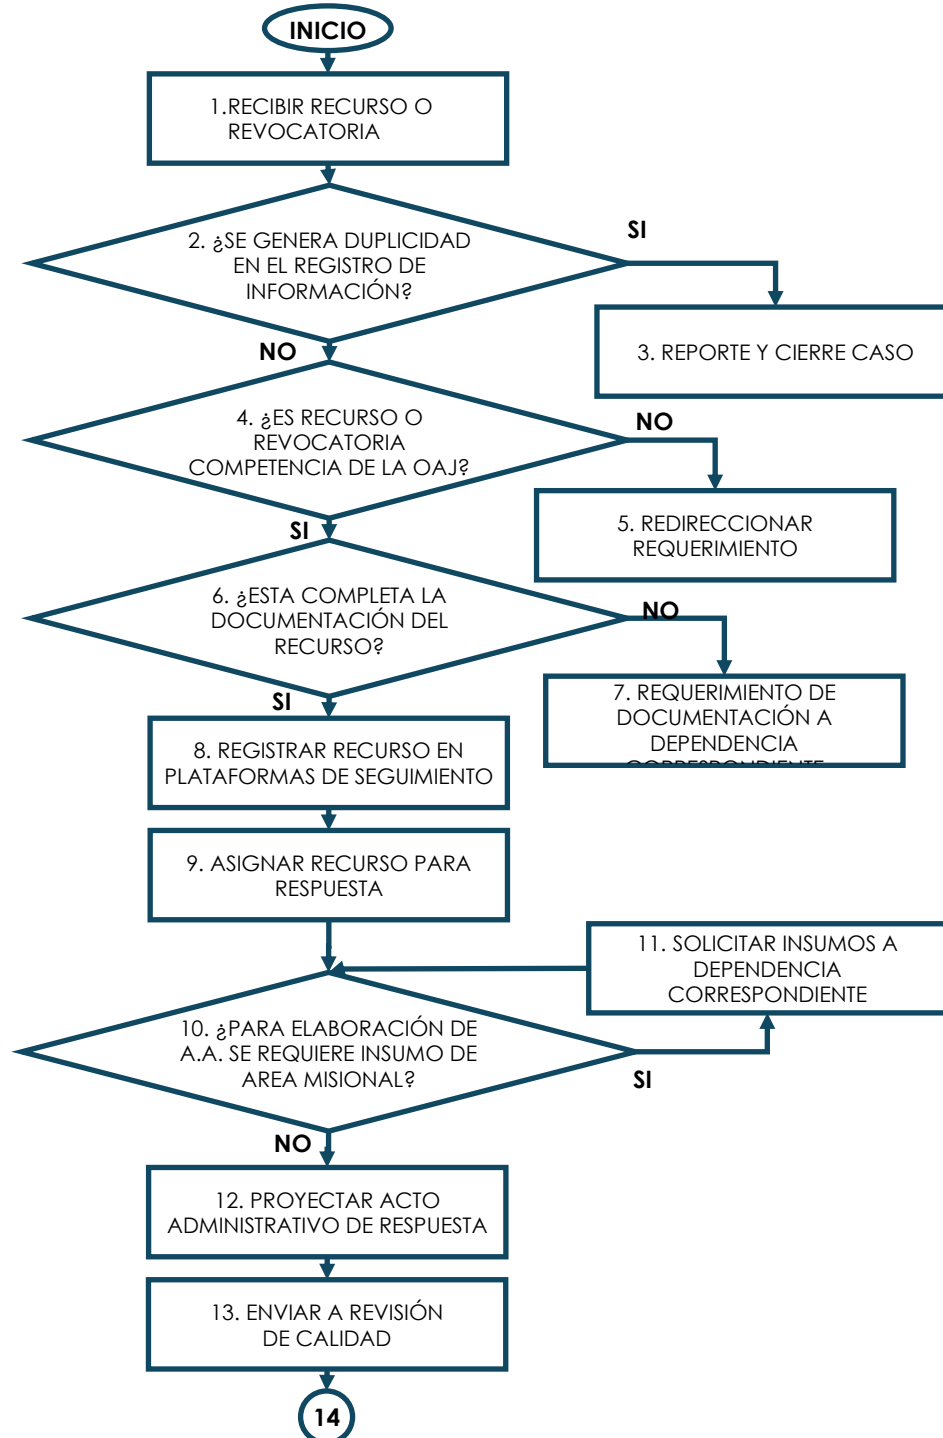 INICIO
1.RECIBIR RECURSO O
REVOCATORIA
2. ¿SE GENERA DUPLICIDAD
EN EL REGISTRO DE
INFORMACIÓN?
SI
3. REPORTE Y CIERRE CASO
NO
4. ¿ES RECURSO O
REVOCATORIA
COMPETENCIA DE LA OAJ?
NO
5. REDIRECCIONAR
REQUERIMIENTO
SI
6. ¿ESTA COMPLETA LA
DOCUMENTACIÓN DEL
RECURSO?
NO
7. REQUERIMIENTO DE
DOCUMENTACIÓN A
DEPENDENCIA
CORRESPONDIENTE
SI
8. REGISTRAR RECURSO EN
PLATAFORMAS DE SEGUIMIENTO
9. ASIGNAR RECURSO PARA
RESPUESTA
11. SOLICITAR INSUMOS A
DEPENDENCIA
CORRESPONDIENTE
10. ¿PARA ELABORACIÓN DE
A.A. SE REQUIERE INSUMO DE
AREA MISIONAL?
SI
NO
12. PROYECTAR ACTO
ADMINISTRATIVO DE RESPUESTA
13. ENVIAR A REVISIÓN
DE CALIDAD
14